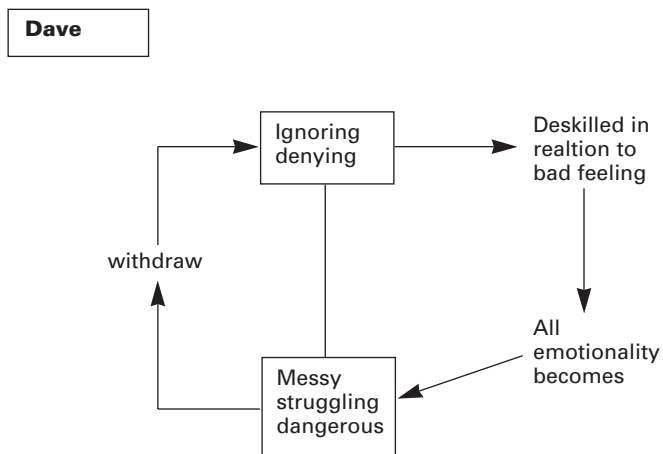 Dave
Ignoring
denying
Deskilled in
realtion to
bad feeling
withdraw
All
emotionality
becomes
Messy
struggling
dangerous